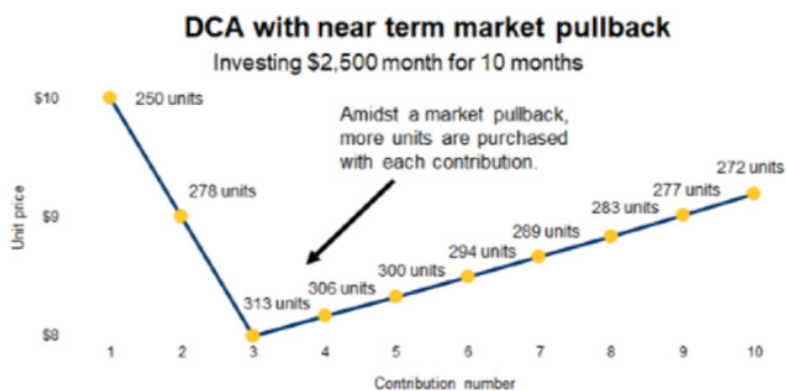 DCA with near term market pullback
Investing $2,500 month for 10 months
$10
250 units
Amidst a market pullback,
more units are purchased
with each contribution.
272 units
277 units
278 units
283 units
$9
289 units
294 units
300 units
306 units
313 units
Unit price
$8
1 2 3 4 5 6 7 8 9 10
Contribution number